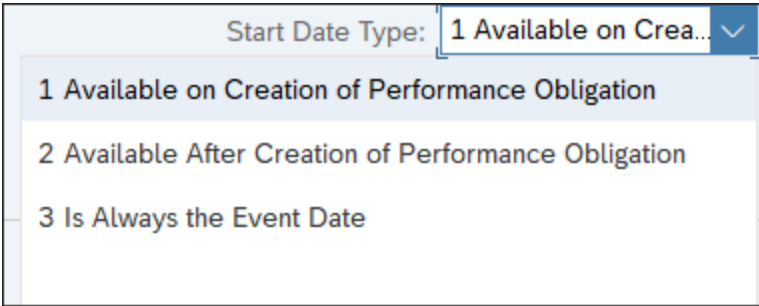 Start Date Type: 1 Available on Crea...
1 Available on Creation of Performance Obligation
2 Available After Creation of Performance Obligation
3 Is Always the Event Date